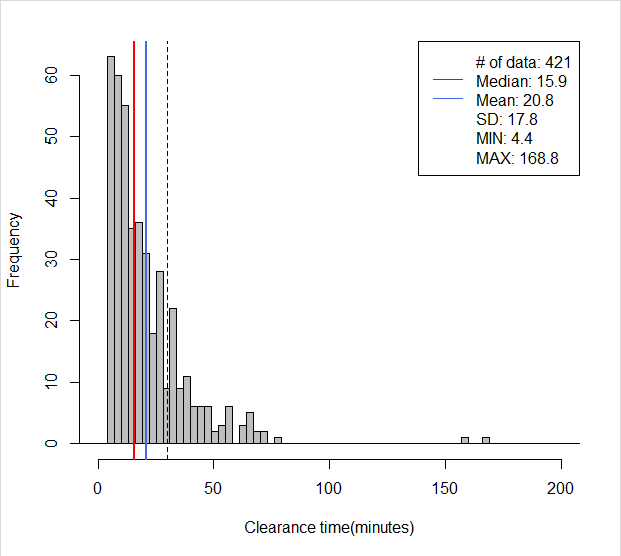 # of data: 421
Median: 15.9
Mean: 20.8
SD: 17.8
MIN: 4.4
MAX: 168.8
Frequency
60
50
40
30
20
10
0
0 50 100 150 200
Clearance time(minutes)